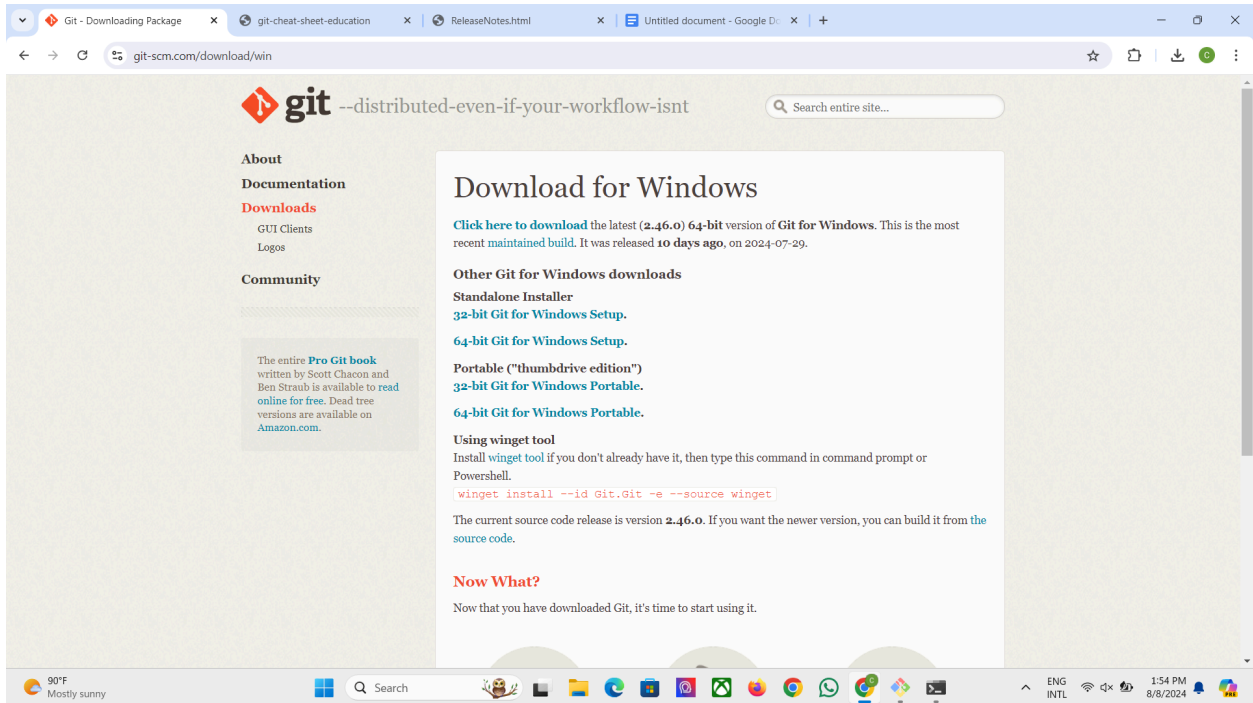 Git - Downloading Package
git-cheat-sheet-education
ReleaseNotes.html
Untitled document - Google Do
git-scm.com/download/win
C
git --distributed-even-if-your-workflow-isnt
Search entire site...
About
Documentation
Downloads
GUI Clients
Logos
Community
The entire Pro Git book
written by Scott Chacon and
Ben Straub is available to read
online for free. Dead tree
versions are available on
Amazon.com.
Download for Windows
Click here to download the latest (2.46.0) 64-bit version of Git for Windows. This is the most
recent maintained build. It was released 10 days ago, on 2024-07-29.
Other Git for Windows downloads
Standalone Installer
32-bit Git for Windows Setup.
64-bit Git for Windows Setup.
Portable ("thumbdrive edition")
32-bit Git for Windows Portable.
64-bit Git for Windows Portable.
Using winget tool
Install winget tool if you don't already have it, then type this command in command prompt or
Powershell.
winget install --id Git.Git -e --source winget
The current source code release is version 2.46.0. If you want the newer version, you can build it from the
source code.
Now What?
Now that you have downloaded Git, it's time to start using it.
90°F
Mostly sunny
Search
ENG
INTL
1:54 PM
8/8/2024